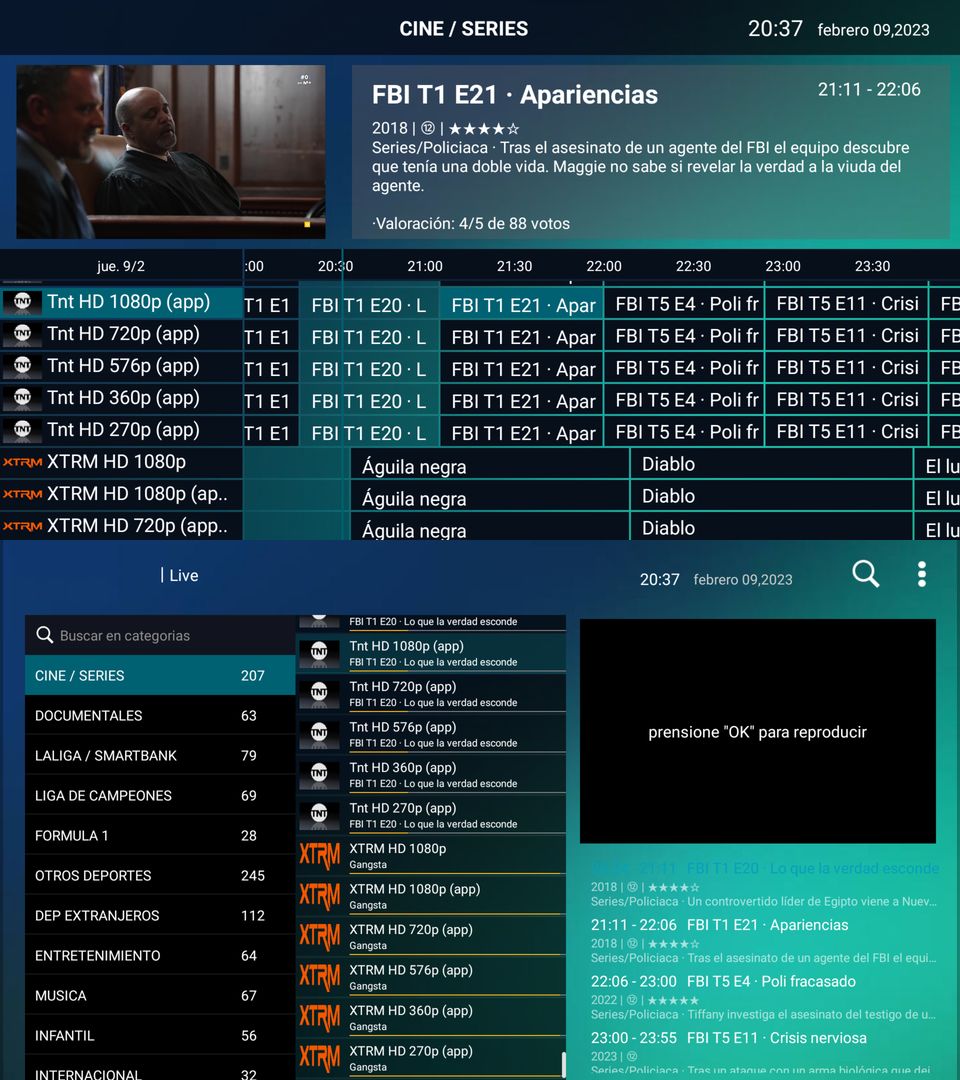 CINE / SERIES
20:37 febrero 09,2023
FBI T1 E21 · Apariencias
21:11 - 22:06
2018 | ⑫ | ★★★★☆
Series/Policiaca · Tras el asesinato de un agente del FBI el equipo descubre
que tenía una doble vida. Maggie no sabe si revelar la verdad a la viuda del
agente.
·Valoración: 4/5 de 88 votos
jue. 9/2 :00 20:30 21:00 21:30 22:00 22:30 23:00 23:30
TNT Tnt HD 1080p (app) T1 E1 FBI T1 E20 · L FBI T1 E21 · Apar FBI T5 E4 · Poli fr FBI T5 E11 · Crisi FB
TNT Tnt HD 720p (app) T1 E1 FBI T1 E20 · L FBI T1 E21 · Apar FBI T5 E4 · Poli fr FBI T5 E11 · Crisi FB
TNT Tnt HD 576p (app) T1 E1 FBI T1 E20 · L FBI T1 E21 · Apar FBI T5 E4 · Poli fr FBI T5 E11 · Crisi FB
TNT Tnt HD 360p (app) T1 E1 FBI T1 E20 · L FBI T1 E21 · Apar FBI T5 E4 · Poli fr FBI T5 E11 · Crisi FB
TNT Tnt HD 270p (app) T1 E1 FBI T1 E20 · L FBI T1 E21 · Apar FBI T5 E4 · Poli fr FBI T5 E11 · Crisi FB
XTRM XTRM HD 1080p Águila negra Diablo El lu
XTRM XTRM HD 1080p (ap.. Águila negra Diablo El lu
XTRM XTRM HD 720p (app.. Águila negra Diablo El lu
| Live
20:37 febrero 09,2023
Buscar en categorias
CINE / SERIES 207
DOCUMENTALES 63
LALIGA / SMARTBANK 79
LIGA DE CAMPEONES 69
FORMULA 1 28
OTROS DEPORTES 245
DEP EXTRANJEROS 112
ENTRETENIMIENTO 64
MUSICA 67
INFANTIL 56
INTERNACIONAL 32
FBI T1 E20 · Lo que la verdad esconde
TNT Tnt HD 1080p (app)
FBI T1 E20 · Lo que la verdad esconde
TNT Tnt HD 720p (app)
FBI T1 E20 · Lo que la verdad esconde
TNT Tnt HD 576p (app)
FBI T1 E20 · Lo que la verdad esconde
TNT Tnt HD 360p (app)
FBI T1 E20 · Lo que la verdad esconde
TNT Tnt HD 270p (app)
FBI T1 E20 · Lo que la verdad esconde
XTRM XTRM HD 1080p
Gangsta
XTRM XTRM HD 1080p (app)
Gangsta
XTRM XTRM HD 720p (app)
Gangsta
XTRM XTRM HD 576p (app)
Gangsta
XTRM XTRM HD 360p (app)
Gangsta
XTRM XTRM HD 270p (app)
Gangsta
prensione "OK" para reproducir
21:11 FBI T1 E20 · Lo que la verdad esconde
2018 | ⑫ | ★★★★☆
Series/Policiaca · Un controvertido líder de Egipto viene a Nuev...
21:11 - 22:06 FBI T1 E21 · Apariencias
2018 | ⑫ | ★★★★☆
Series/Policiaca · Tras el asesinato de un agente del FBI el equi...
22:06 - 23:00 FBI T5 E4 · Poli fracasado
2022 | ⑫ | ★★★★★
Series/Policiaca · Tiffany investiga el asesinato del testigo de u...
23:00 - 23:55 FBI T5 E11 · Crisis nerviosa
2023 | ⑫
Series/Policiaca · Tras un ataque con un arma biológica que dej